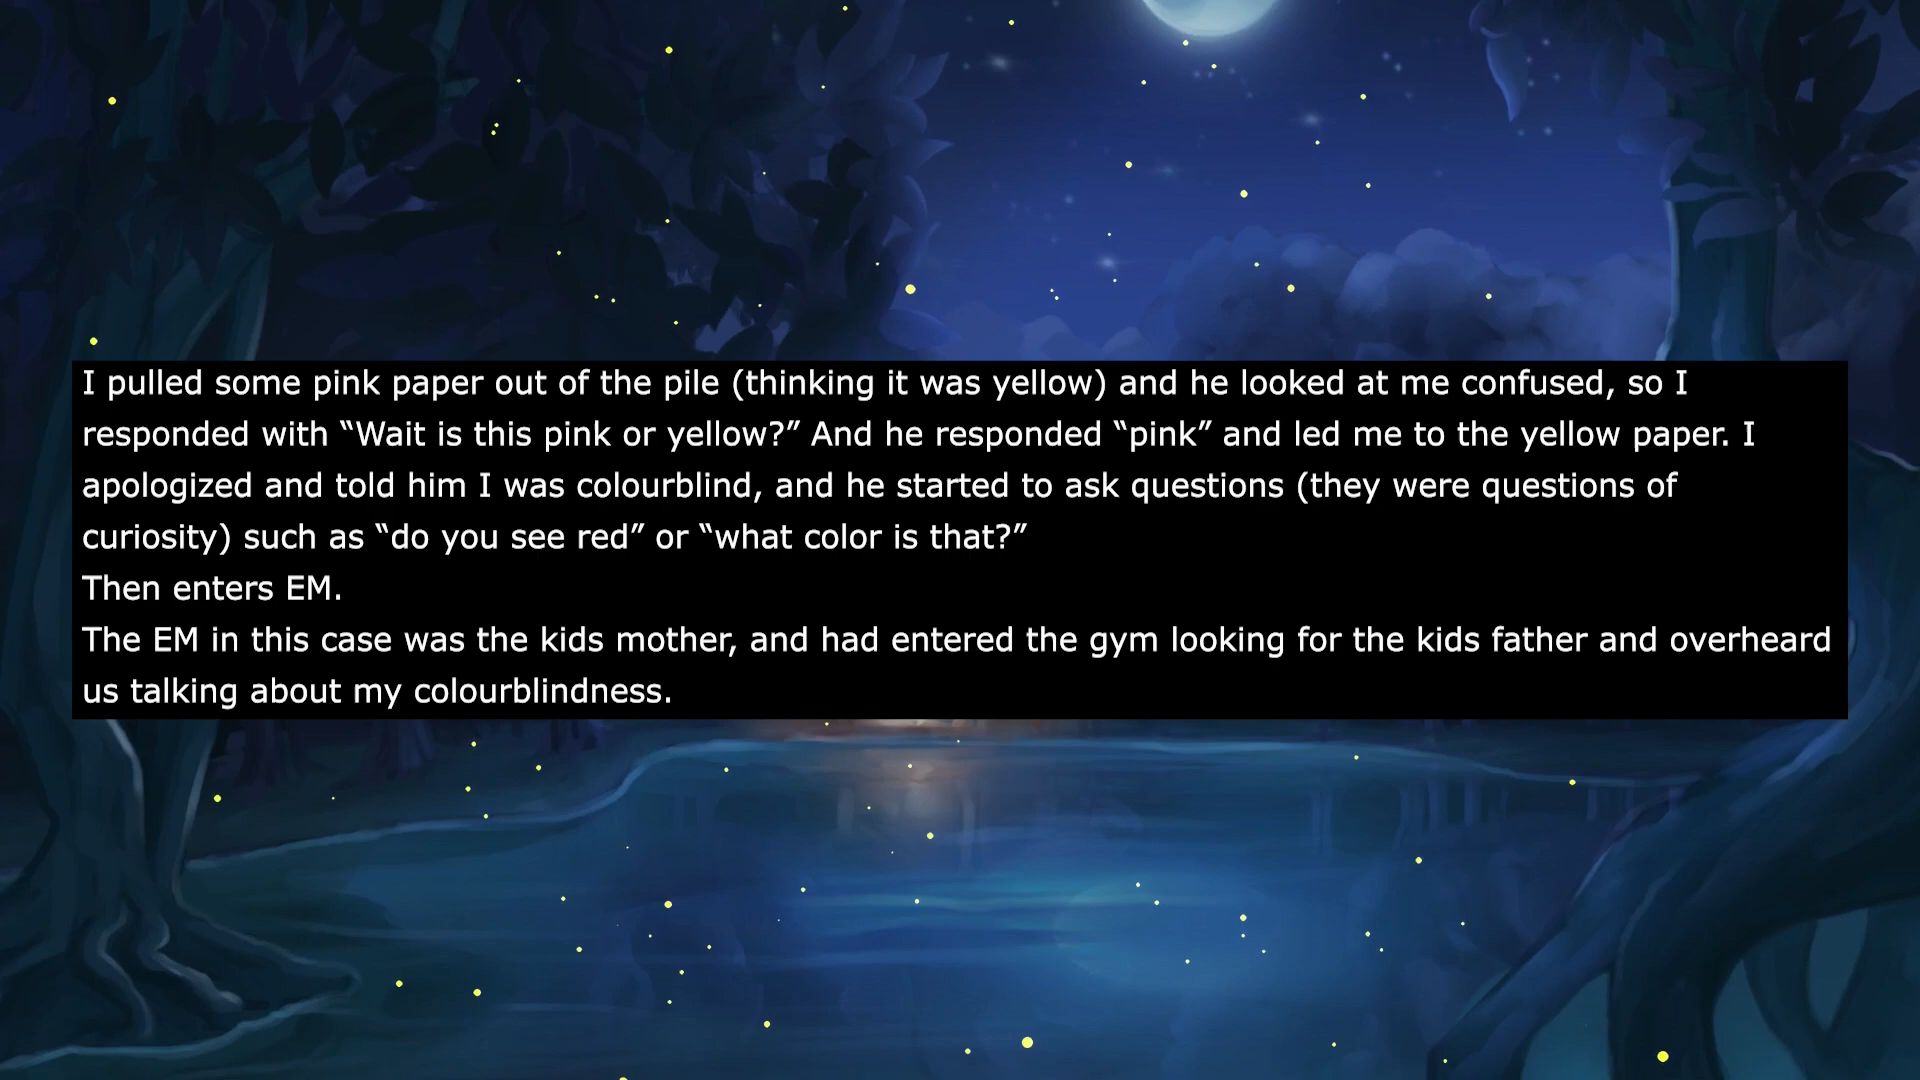 I pulled some pink paper out of the pile (thinking it was yellow) and he looked at me confused, so I
responded with “Wait is this pink or yellow?” And he responded “pink” and led me to the yellow paper. I
apologized and told him I was colourblind, and he started to ask questions (they were questions of
curiosity) such as “do you see red” or “what color is that?”
Then enters EM.
The EM in this case was the kids mother, and had entered the gym looking for the kids father and overheard
us talking about my colourblindness.